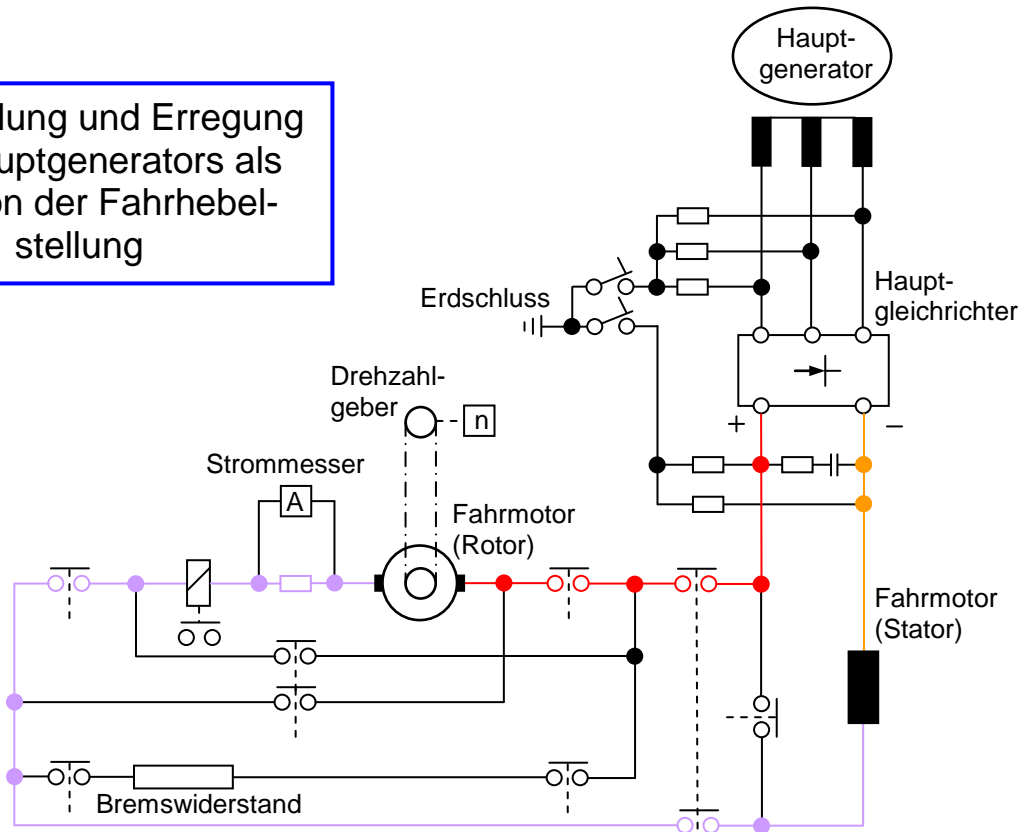 Haupt-
generator
lung und Erregung
uptgenerators als
n der Fahrhebel-
stellung
Erdschluss
Haupt-
gleichrichter
Drehzahl-
geber
n
+
−
Strommesser
A
Fahrmotor
(Rotor)
Fahrmotor
(Stator)
Bremswiderstand